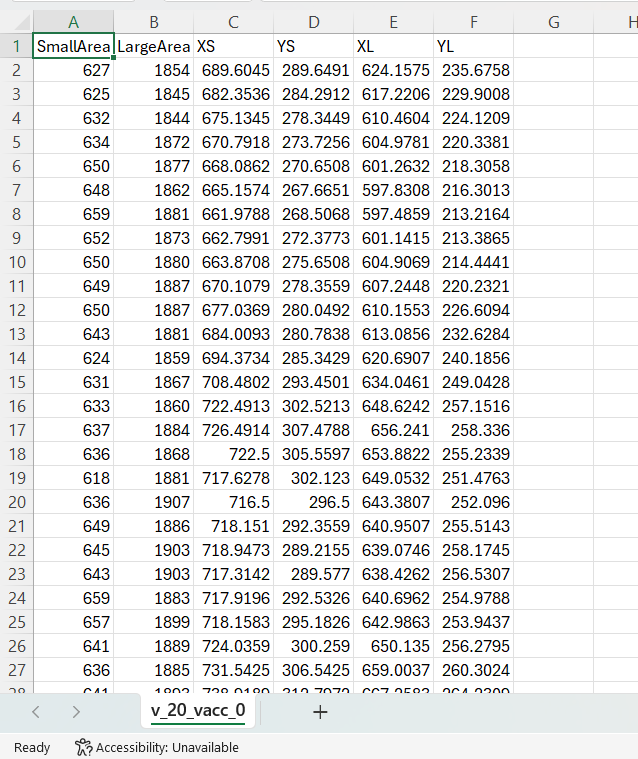 A B C D E F G H
1 SmallArea LargeArea XS YS XL YL
2 627 1854 689.6045 289.6491 624.1575 235.6758
3 625 1845 682.3536 284.2912 617.2206 229.9008
4 632 1844 675.1345 278.3449 610.4604 224.1209
5 634 1872 670.7918 273.7256 604.9781 220.3381
6 650 1877 668.0862 270.6508 601.2632 218.3058
7 648 1862 665.1574 267.6651 597.8308 216.3013
8 659 1881 661.9788 268.5068 597.4859 213.2164
9 652 1873 662.7991 272.3773 601.1415 213.3865
10 650 1880 663.8708 275.6508 604.9069 214.4441
11 649 1887 670.1079 278.3559 607.2448 220.2321
12 650 1887 677.0369 280.0492 610.1553 226.6094
13 643 1881 684.0093 280.7838 613.0856 232.6284
14 624 1859 694.3734 285.3429 620.6907 240.1856
15 631 1867 708.4802 293.4501 634.0461 249.0428
16 633 1860 722.4913 302.5213 648.6242 257.1516
17 637 1884 726.4914 307.4788 656.241 258.336
18 636 1868 722.5 305.5597 653.8822 255.2339
19 618 1881 717.6278 302.123 649.0532 251.4763
20 636 1907 716.5 296.5 643.3807 252.096
21 649 1886 718.151 292.3559 640.9507 255.5143
22 645 1903 718.9473 289.2155 639.0746 258.1745
23 643 1903 717.3142 289.577 638.4262 256.5307
24 659 1883 717.9196 292.5326 640.6962 254.9788
25 657 1899 718.1583 295.1826 642.9863 253.9437
26 641 1889 724.0359 300.259 650.135 256.2795
27 636 1885 731.5425 306.5425 659.0037 260.3024
v_20_vacc_0
Ready Accessibility: Unavailable